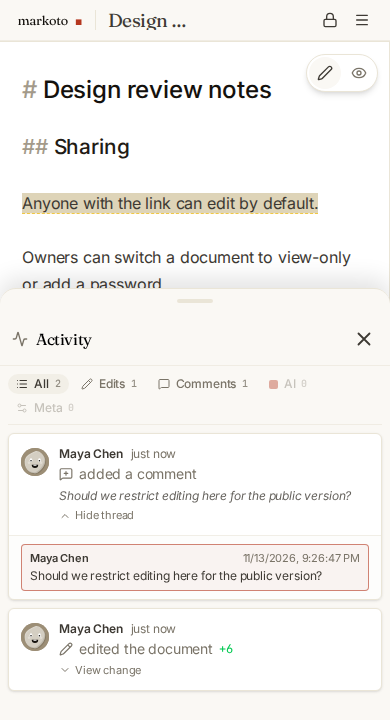 markoto
Design ...
# Design review notes
## Sharing
Anyone with the link can edit by default.
Owners can switch a document to view-only
or add a password
Activity
All 2 Edits 1 Comments 1 AI 0
Meta 0
Maya Chen just now
added a comment
Should we restrict editing here for the public version?
Hide thread
Maya Chen 11/13/2026, 9:26:47 PM
Should we restrict editing here for the public version?
Maya Chen just now
edited the document +6
View change